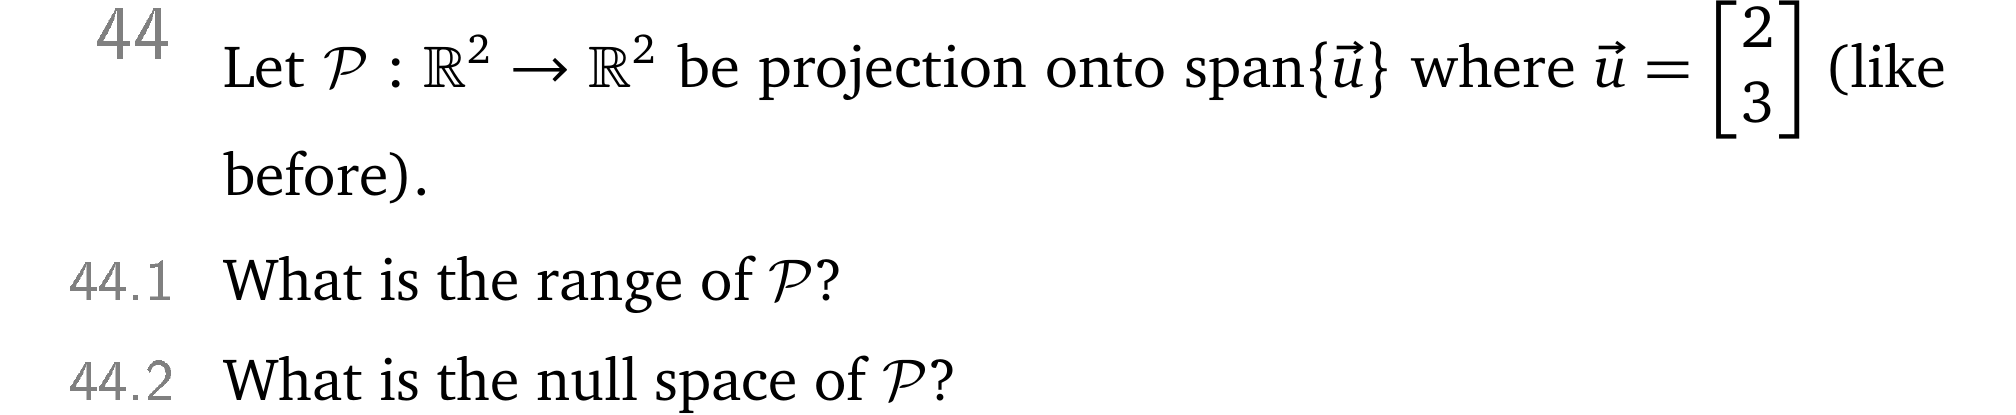 44 Let 𝒫 : ℝ² → ℝ² be projection onto span{u⃗} where u⃗ = [2 3] (like
before).
44.1 What is the range of 𝒫?
44.2 What is the null space of 𝒫?